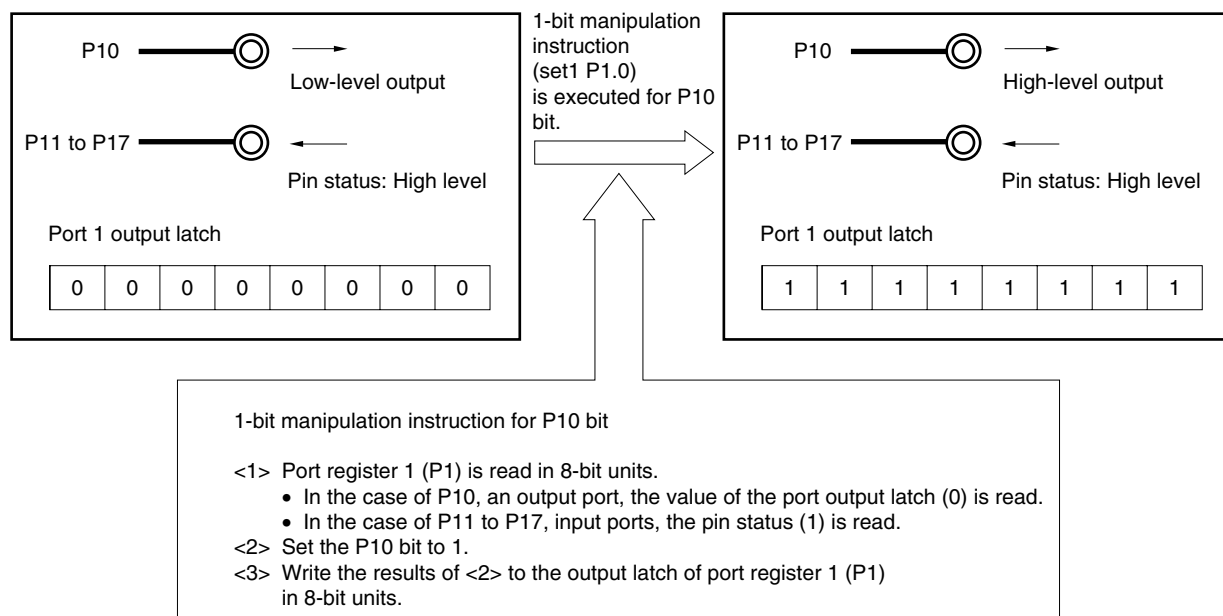 P10
Low-level output
P11 to P17
Pin status: High level
Port 1 output latch
0 0 0 0 0 0 0 0
1-bit manipulation
instruction
(set1 P1.0)
is executed for P10
bit.
P10
High-level output
P11 to P17
Pin status: High level
Port 1 output latch
1 1 1 1 1 1 1 1
1-bit manipulation instruction for P10 bit
<1> Port register 1 (P1) is read in 8-bit units.
• In the case of P10, an output port, the value of the port output latch (0) is read.
• In the case of P11 to P17, input ports, the pin status (1) is read.
<2> Set the P10 bit to 1.
<3> Write the results of <2> to the output latch of port register 1 (P1)
in 8-bit units.